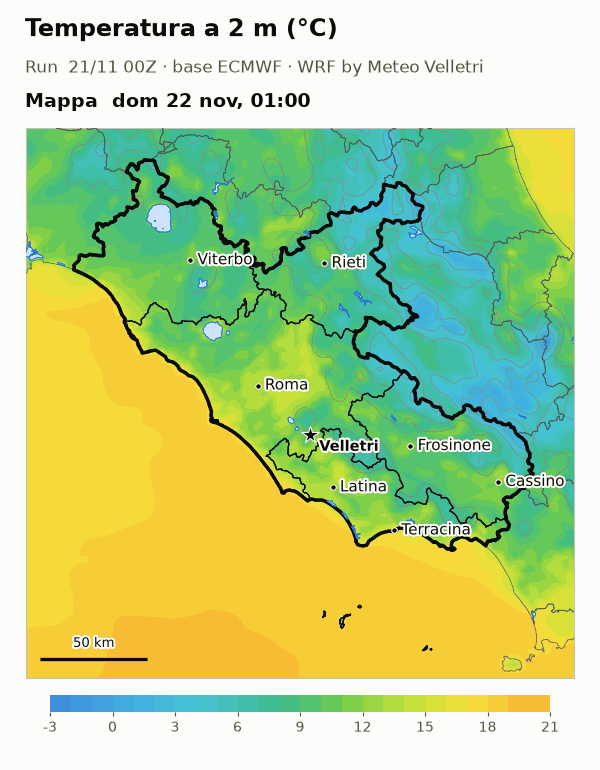 Temperatura a 2 m (°C)
Run  21/11 00Z · base ECMWF · WRF by Meteo Velletri
Mappa  dom 22 nov, 01:00
Viterbo
Rieti
Roma
Velletri
Frosinone
Cassino
Latina
Terracina
50 km
-3 0 3 6 9 12 15 18 21